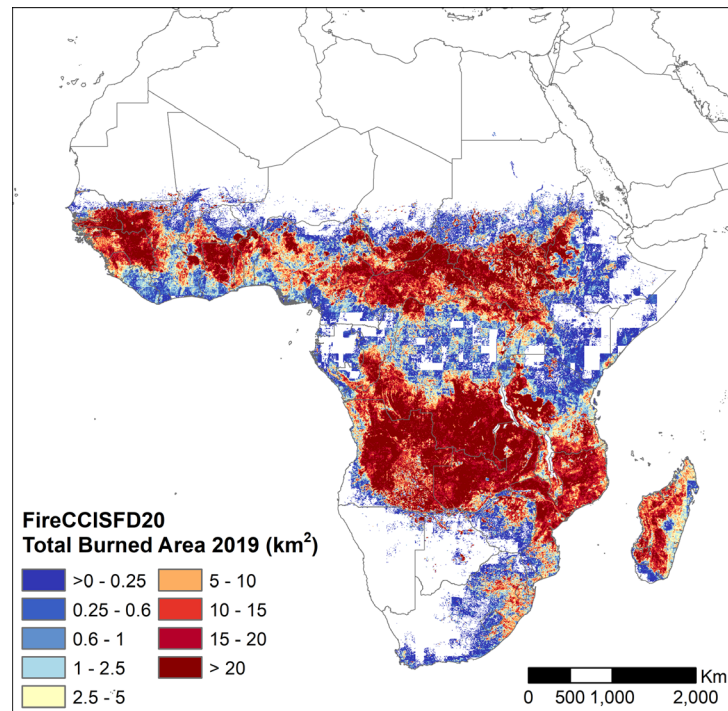 FireCCISFD20
Total Burned Area 2019 (km²)
>0 - 0.25
0.25 - 0.6
0.6 - 1
1 - 2.5
2.5 - 5
5 - 10
10 - 15
15 - 20
> 20
Km
0 500 1,000 2,000